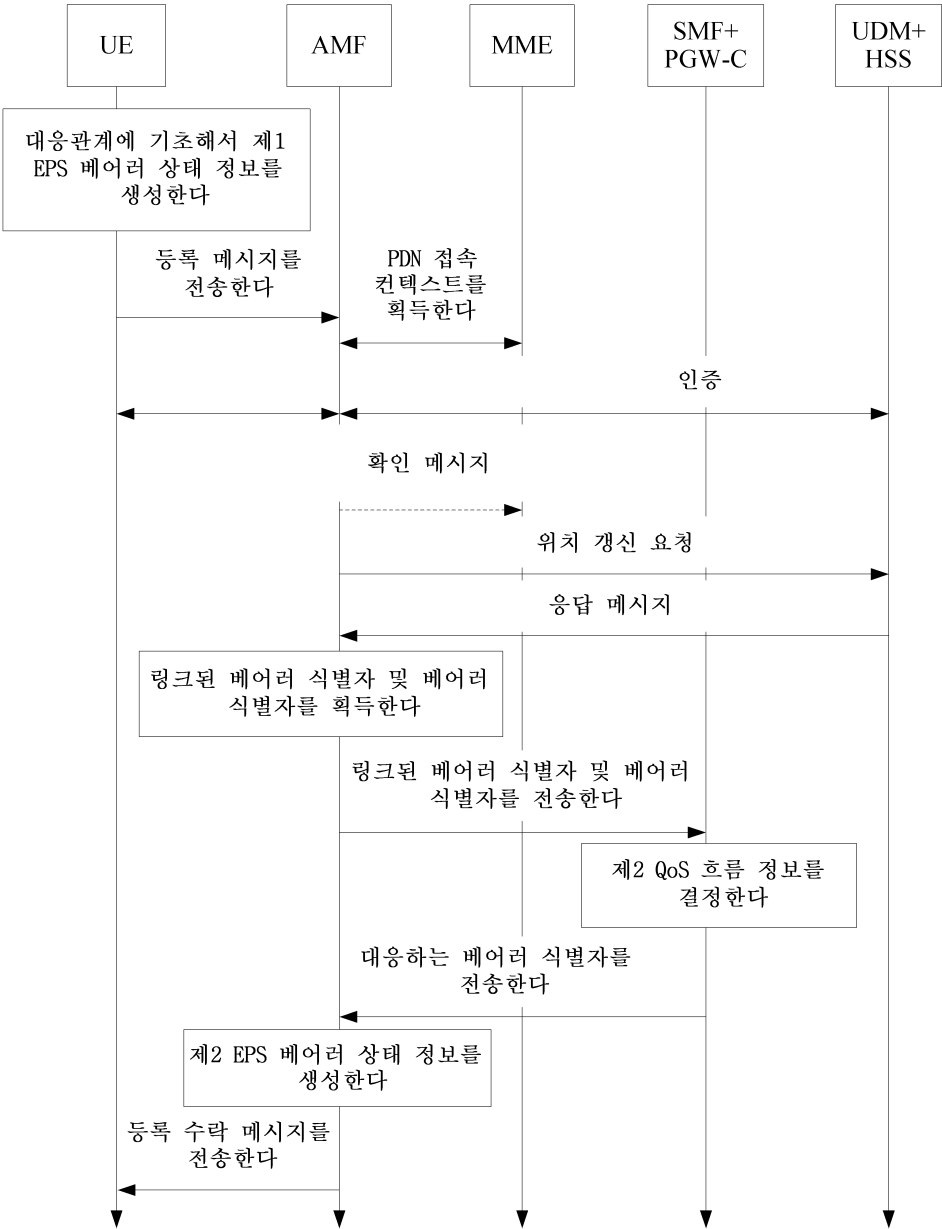 UE
AMF
MME
SMF+
PGW-C
UDM+
HSS
대응관계에 기초해서 제1
EPS 베어러 상태 정보를
생성한다
등록 메시지를
전송한다
PDN 접속
컨텍스트를
획득한다
인증
확인 메시지
위치 갱신 요청
응답 메시지
링크된 베어러 식별자 및 베어러
식별자를 획득한다
링크된 베어러 식별자 및 베어러
식별자를 전송한다
제2 QoS 흐름 정보를
결정한다
대응하는 베어러 식별자를
전송한다
제2 EPS 베어러 상태 정보를
생성한다
등록 수락 메시지를
전송한다